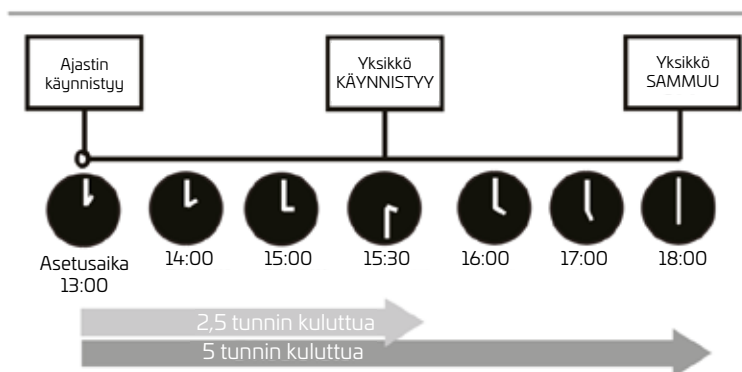 Ajastin
käynnistyy
Yksikkö
KÄYNNISTYY
Yksikkö
SAMMUU
Asetusaika
13:00
14:00
15:00
15:30
16:00
17:00
18:00
2,5 tunnin kuluttua
5 tunnin kuluttua